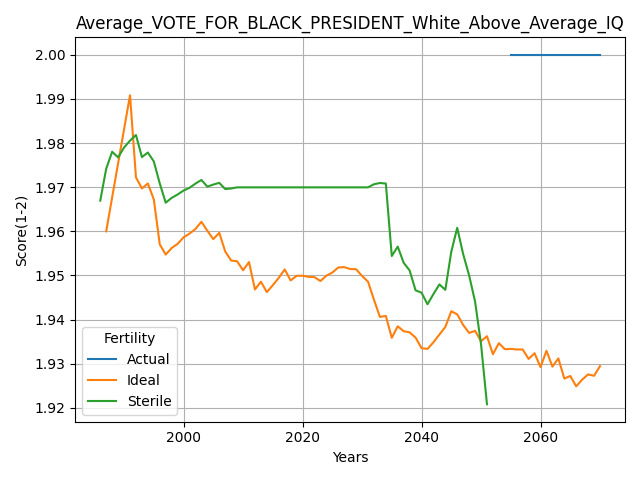 Average_VOTE_FOR_BLACK_PRESIDENT_White_Above_Average_IQ
2.00
1.99
1.98
1.97
1.96
1.95
1.94
1.93
1.92
Score(1-2)
Fertility
Actual
Ideal
Sterile
2000 2020 2040 2060
Years